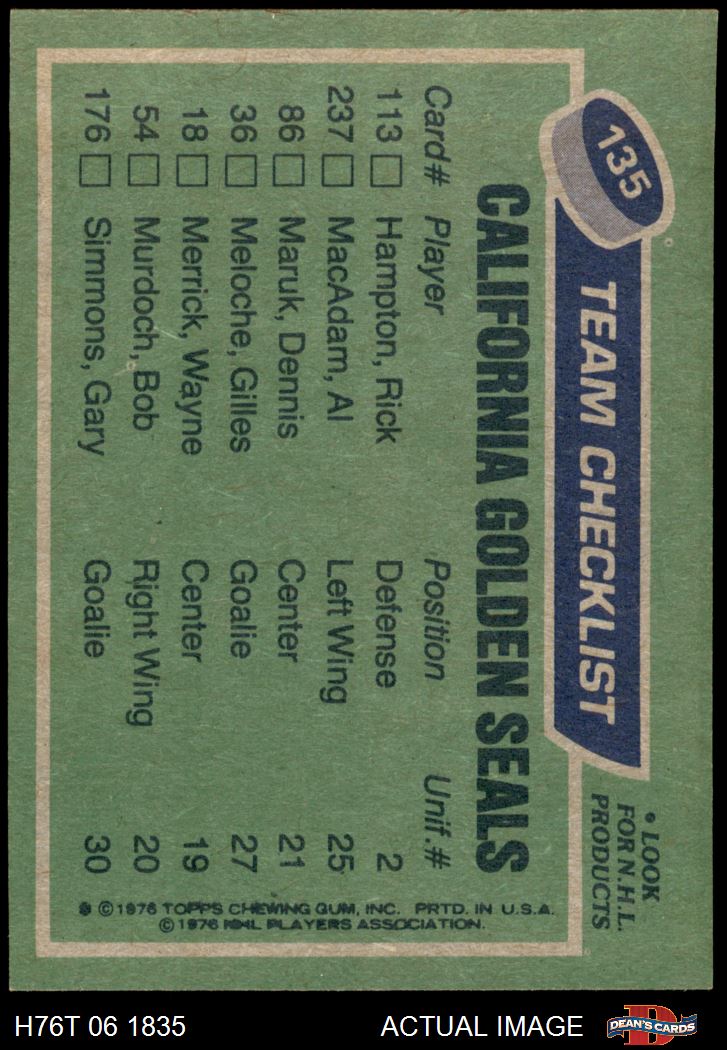 135
TEAM CHECKLIST
• LOOK
FOR N.H.L.
PRODUCTS
CALIFORNIA GOLDEN SEALS
Card# Player Position Unif.#
113 Hampton, Rick Defense 2
237 MacAdam, Al Left Wing 25
86 Maruk, Dennis Center 21
36 Meloche, Gilles Goalie 27
18 Merrick, Wayne Center 19
54 Murdoch, Bob Right Wing 20
176 Simmons, Gary Goalie 30
© 1976 TOPPS CHEWING GUM, INC. PRTD. IN U.S.A.
© 1976 NHL PLAYERS ASSOCIATION.
H76T 06 1835 ACTUAL IMAGE DEAN'S CARDS